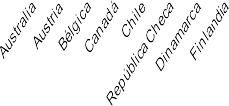 Australia
Austria
Bélgica
Canadá
Chile
República Checa
Dinamarca
Finlandia